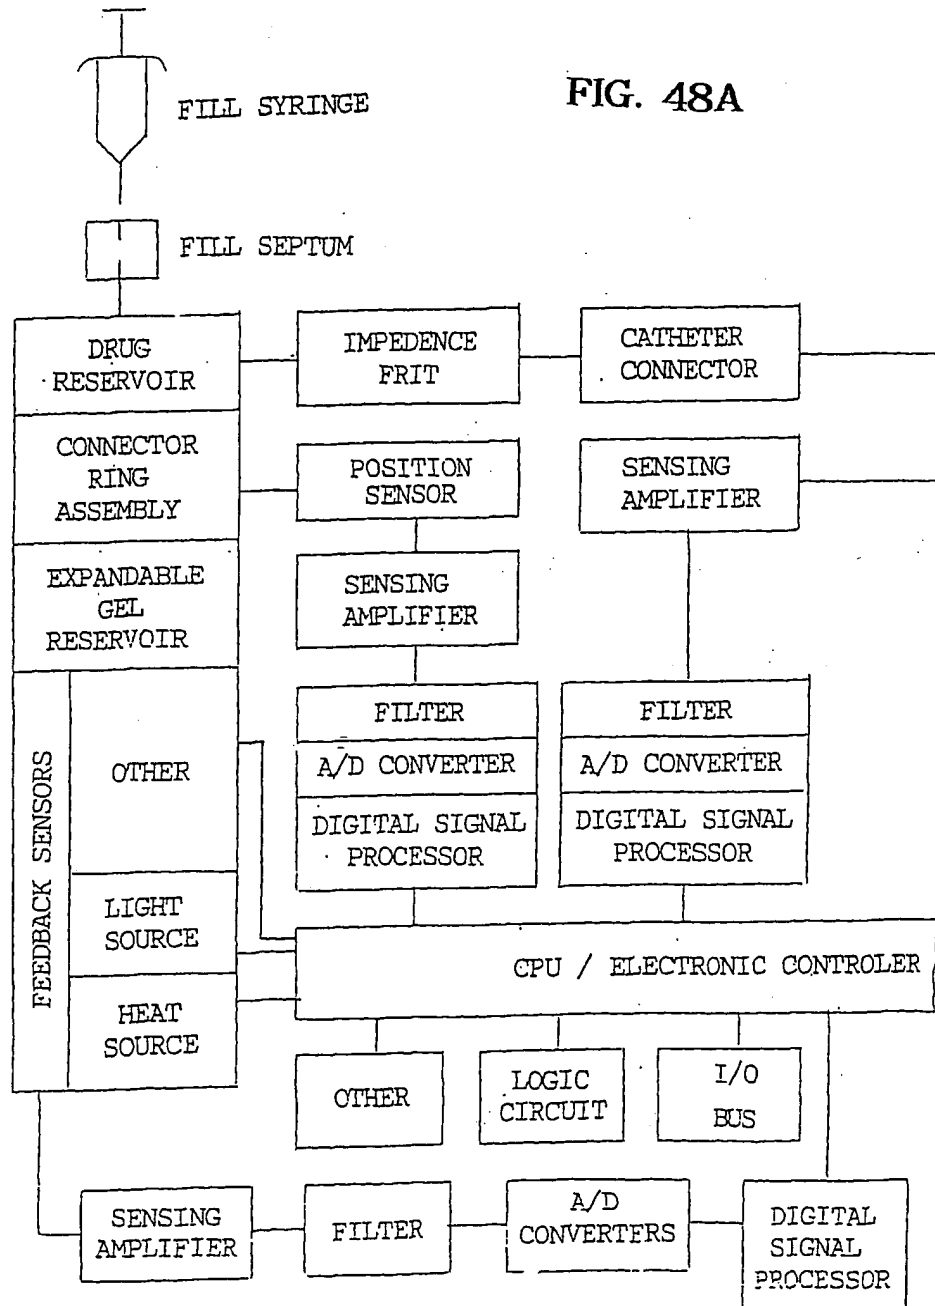 FIG. 48A
FILL SYRINGE
FILL SEPTUM
DRUG
RESERVOIR
IMPEDENCE
FRIT
CATHETER
CONNECTOR
CONNECTOR
RING
ASSEMBLY
POSITION
SENSOR
SENSING
AMPLIFIER
EXPANDABLE
GEL
RESERVOIR
SENSING
AMPLIFIER
FEEDBACK SENSORS
OTHER
LIGHT
SOURCE
HEAT
SOURCE
FILTER
A/D CONVERTER
DIGITAL SIGNAL
PROCESSOR
FILTER
A/D CONVERTER
DIGITAL SIGNAL
PROCESSOR
CPU / ELECTRONIC CONTROLER
OTHER
LOGIC
CIRCUIT
I/O
BUS
SENSING
AMPLIFIER
FILTER
A/D
CONVERTERS
DIGITAL
SIGNAL
PROCESSOR